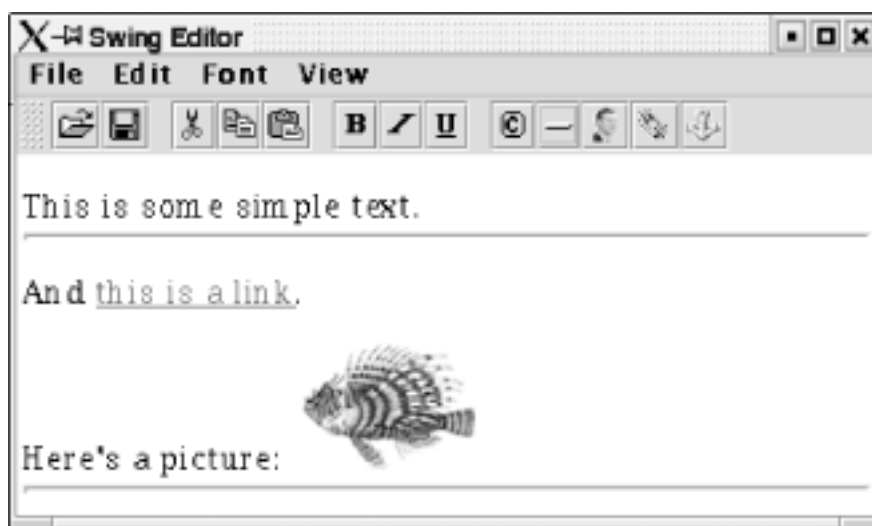 Swing Editor
File Edit Font View
B I U ©
This is some simple text.
And this is a link.
Here's a picture: